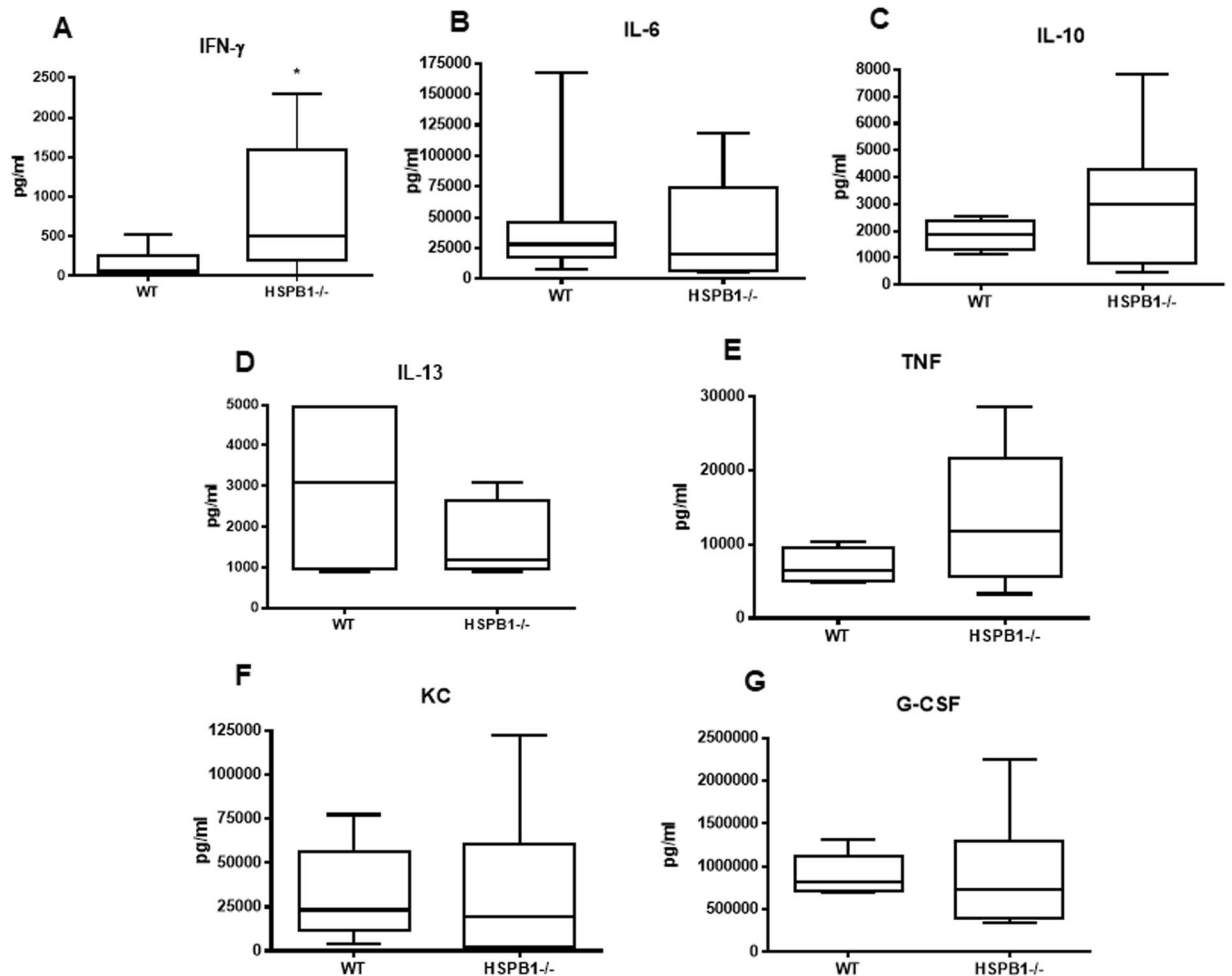 A
IFN-γ
*
2500
2000
1500
1000
500
0
pg/ml
WT
HSPB1-/-
B
IL-6
175000
150000
125000
100000
75000
50000
25000
0
pg/ml
WT
HSPB1-/-
C
IL-10
8000
7000
6000
5000
4000
3000
2000
1000
0
pg/ml
WT
HSPB1-/-
D
IL-13
5000
4000
3000
2000
1000
0
pg/ml
WT
HSPB1-/-
E
TNF
30000
20000
10000
0
pg/ml
WT
HSPB1-/-
F
KC
125000
100000
75000
50000
25000
0
pg/ml
WT
HSPB1-/-
G
G-CSF
2500000
2000000
1500000
1000000
500000
0
pg/ml
WT
HSPB1-/-